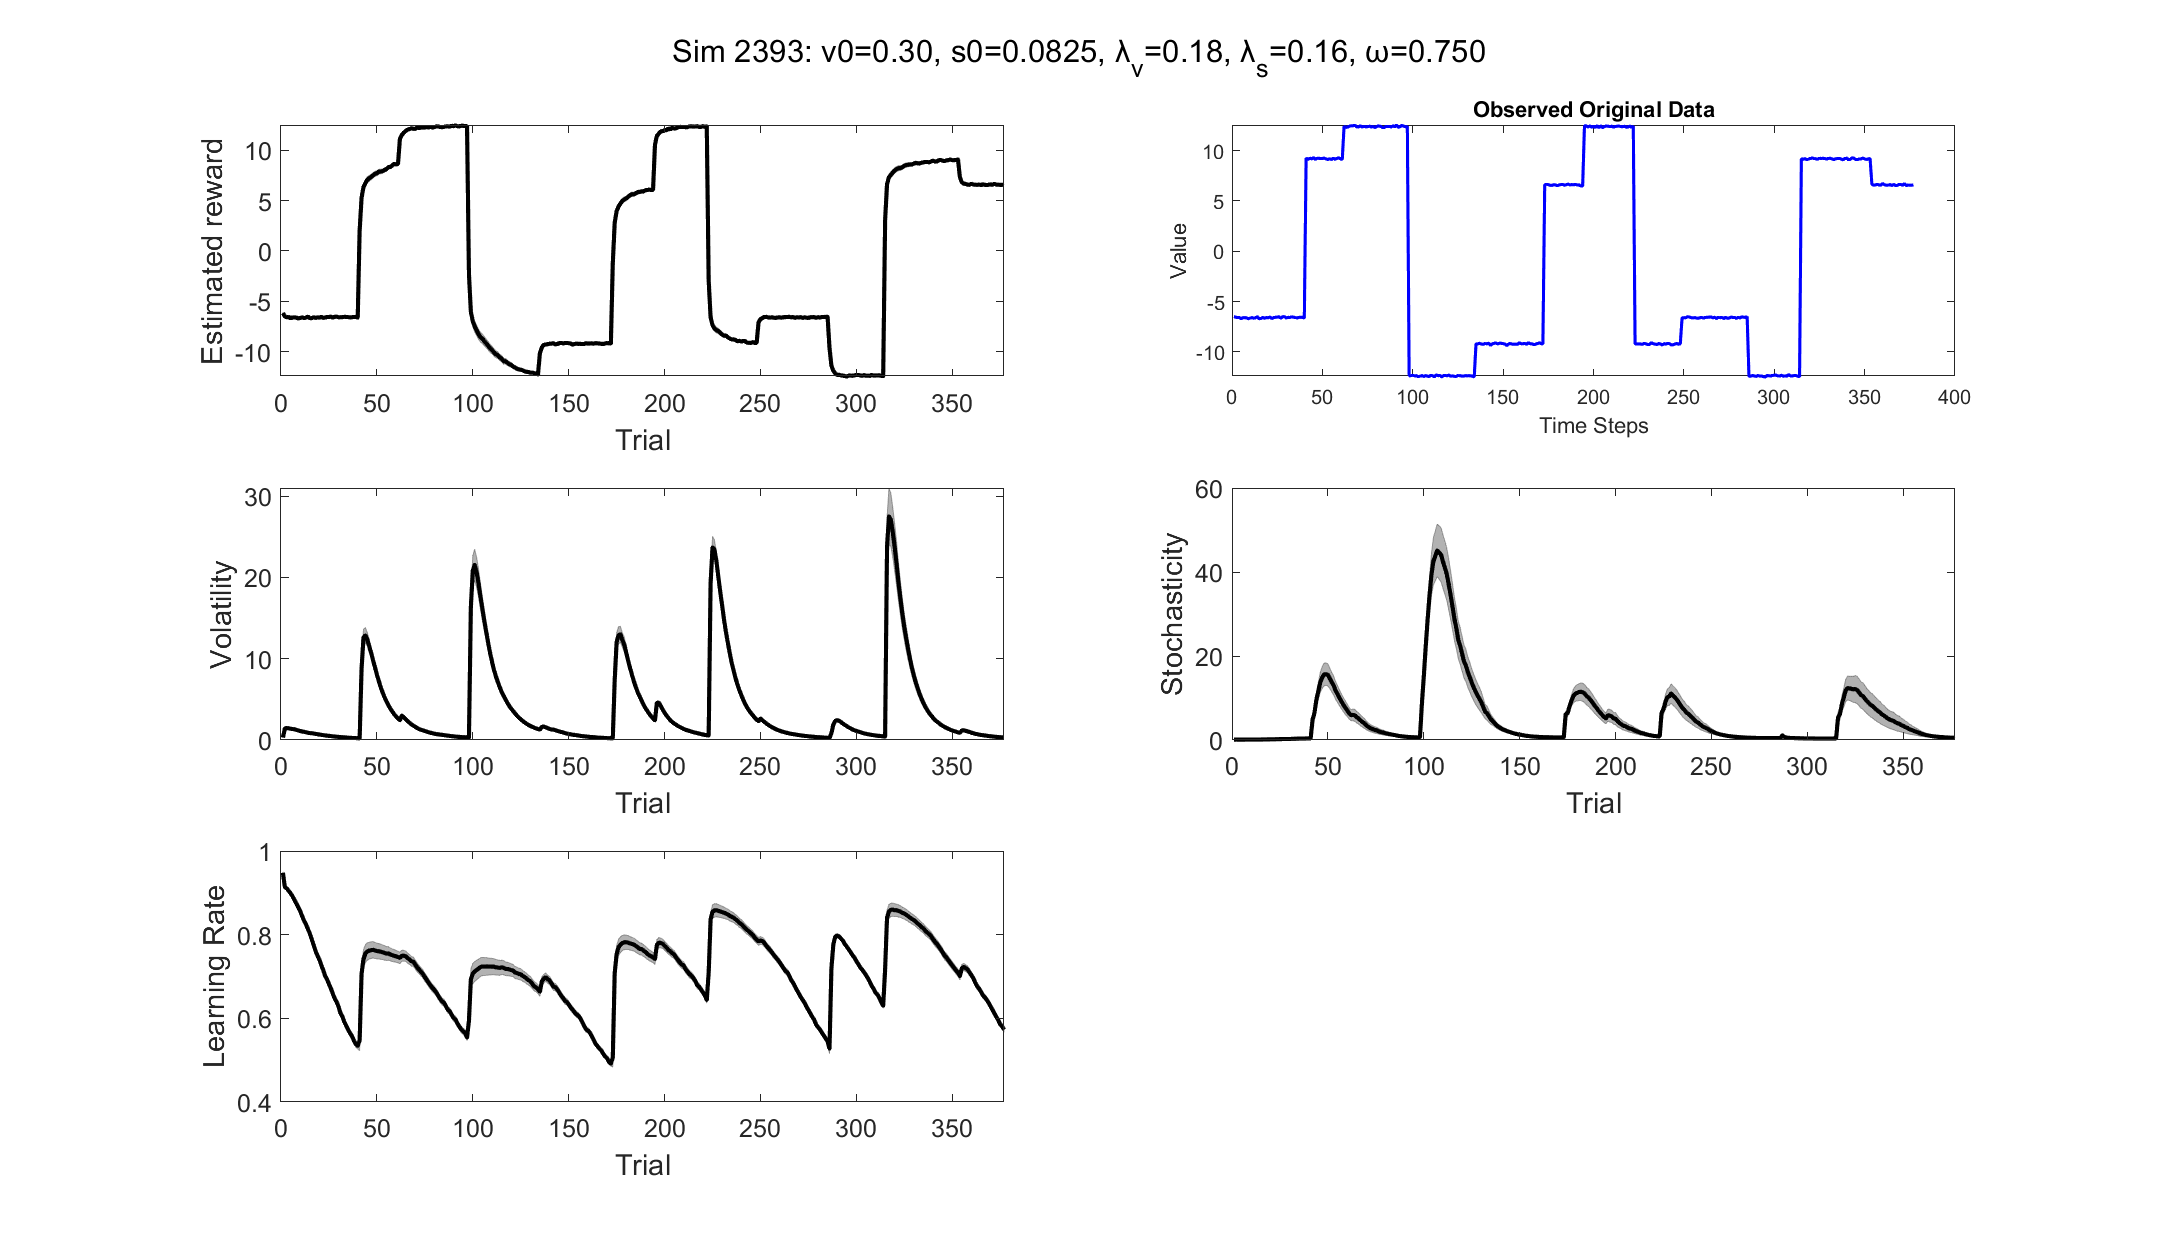 Sim 2393: v0=0.30, s0=0.0825, λ_v=0.18, λ_s=0.16, ω=0.750
Estimated reward
10
5
0
-5
-10
0 50 100 150 200 250 300 350
Trial
Observed Original Data
Value
10
5
0
-5
-10
0 50 100 150 200 250 300 350 400
Time Steps
Volatility
30
20
10
0
0 50 100 150 200 250 300 350
Trial
Stochasticity
60
40
20
0
0 50 100 150 200 250 300 350
Trial
Learning Rate
1
0.8
0.6
0.4
0 50 100 150 200 250 300 350
Trial